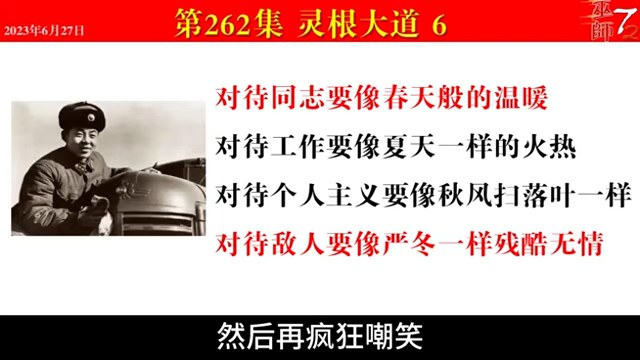 2023年6月27日
第262集 灵根大道 6
巫師 72
对待同志要像春天般的温暖
对待工作要像夏天一样的火热
对待个人主义要像秋风扫落叶一样
对待敌人要像严冬一样残酷无情
然后再疯狂嘲笑